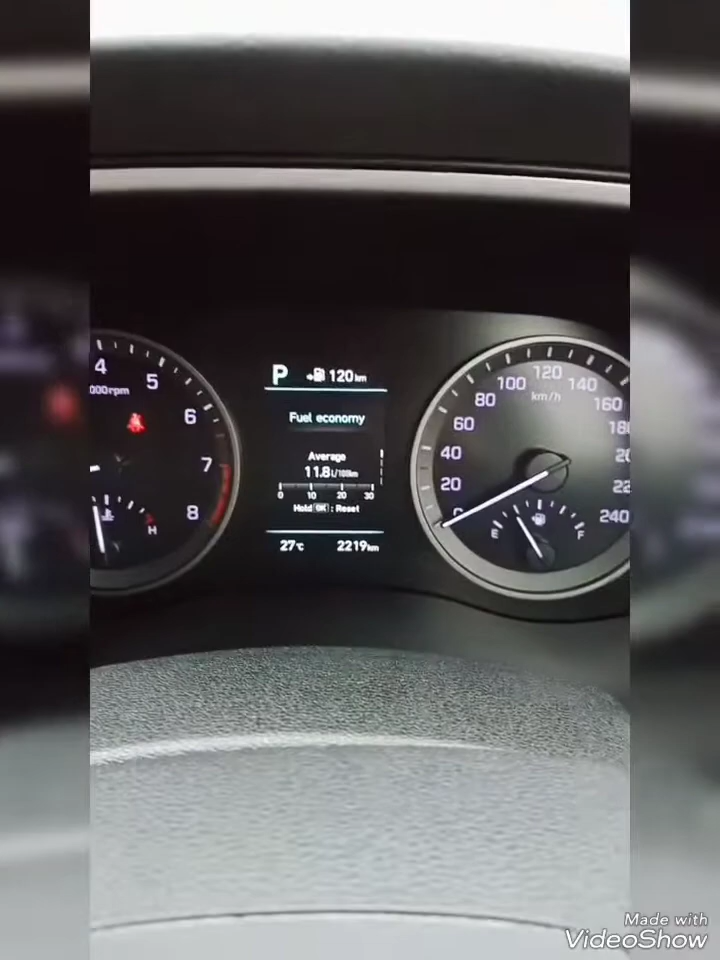 P 120km
Fuel economy
Average
11.8L/100km
0 10 20 30
Hold OK : Reset
27°C 2219km
4 5 6 7 8
000rpm
H
20 40 60 80 100 120 140 160 180
240
km/h
E F
Made with
VideoShow